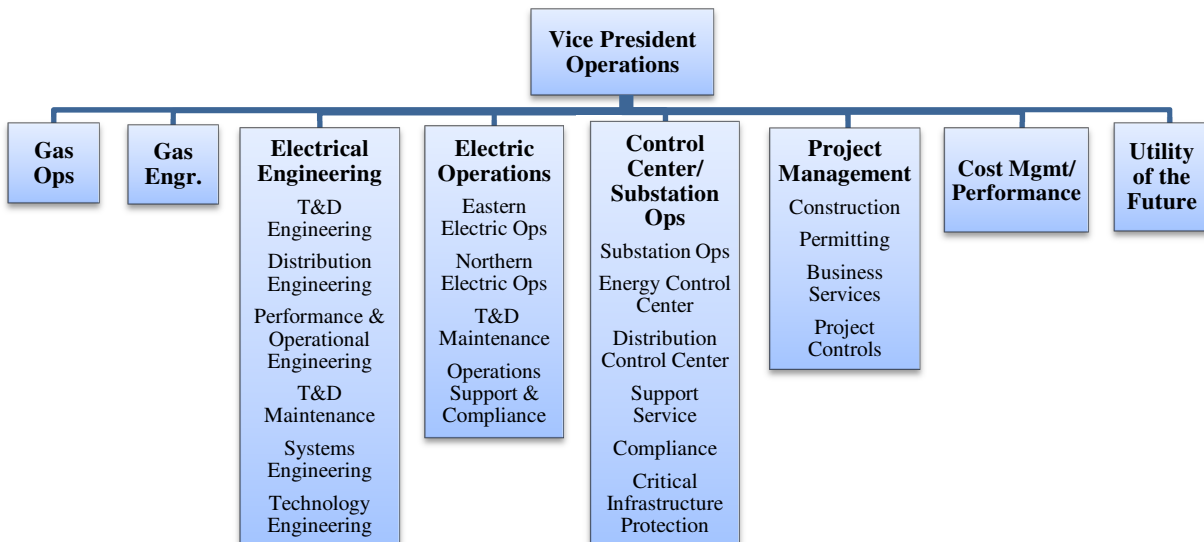 Vice President
Operations
Gas
Ops
Gas
Engr.
Electrical
Engineering
T&D
Engineering
Distribution
Engineering
Performance &
Operational
Engineering
T&D
Maintenance
Systems
Engineering
Technology
Engineering
Electric
Operations
Eastern
Electric Ops
Northern
Electric Ops
T&D
Maintenance
Operations
Support &
Compliance
Control
Center/
Substation
Ops
Substation Ops
Energy Control
Center
Distribution
Control Center
Support
Service
Compliance
Critical
Infrastructure
Protection
Project
Management
Construction
Permitting
Business
Services
Project
Controls
Cost Mgmt/
Performance
Utility
of the
Future